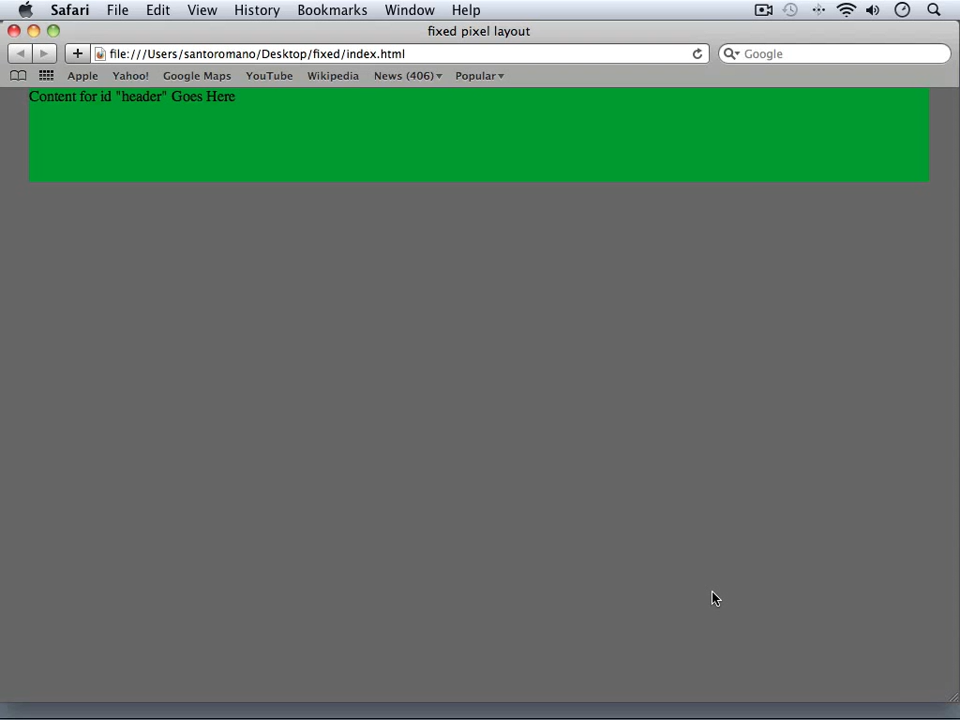 Safari File Edit View History Bookmarks Window Help
fixed pixel layout
file:///Users/santoromano/Desktop/fixed/index.html Google
Apple Yahoo! Google Maps YouTube Wikipedia News (406) Popular
Content for id "header" Goes Here